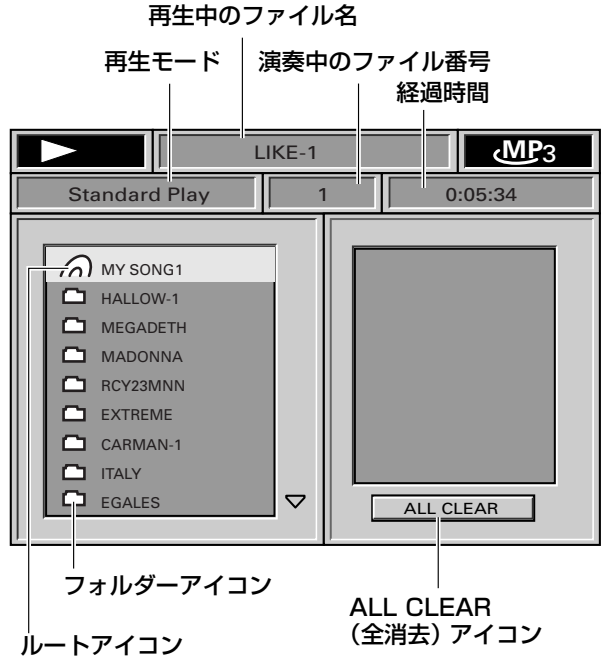 再生中のファイル名
再生モード
演奏中のファイル番号
経過時間
LIKE-1
MP3
Standard Play
1
0:05:34
MY SONG1
HALLOW-1
MEGADETH
MADONNA
RCY23MNN
EXTREME
CARMAN-1
ITALY
EGALES
ALL CLEAR
フォルダーアイコン
ルートアイコン
ALL CLEAR
（全消去）アイコン